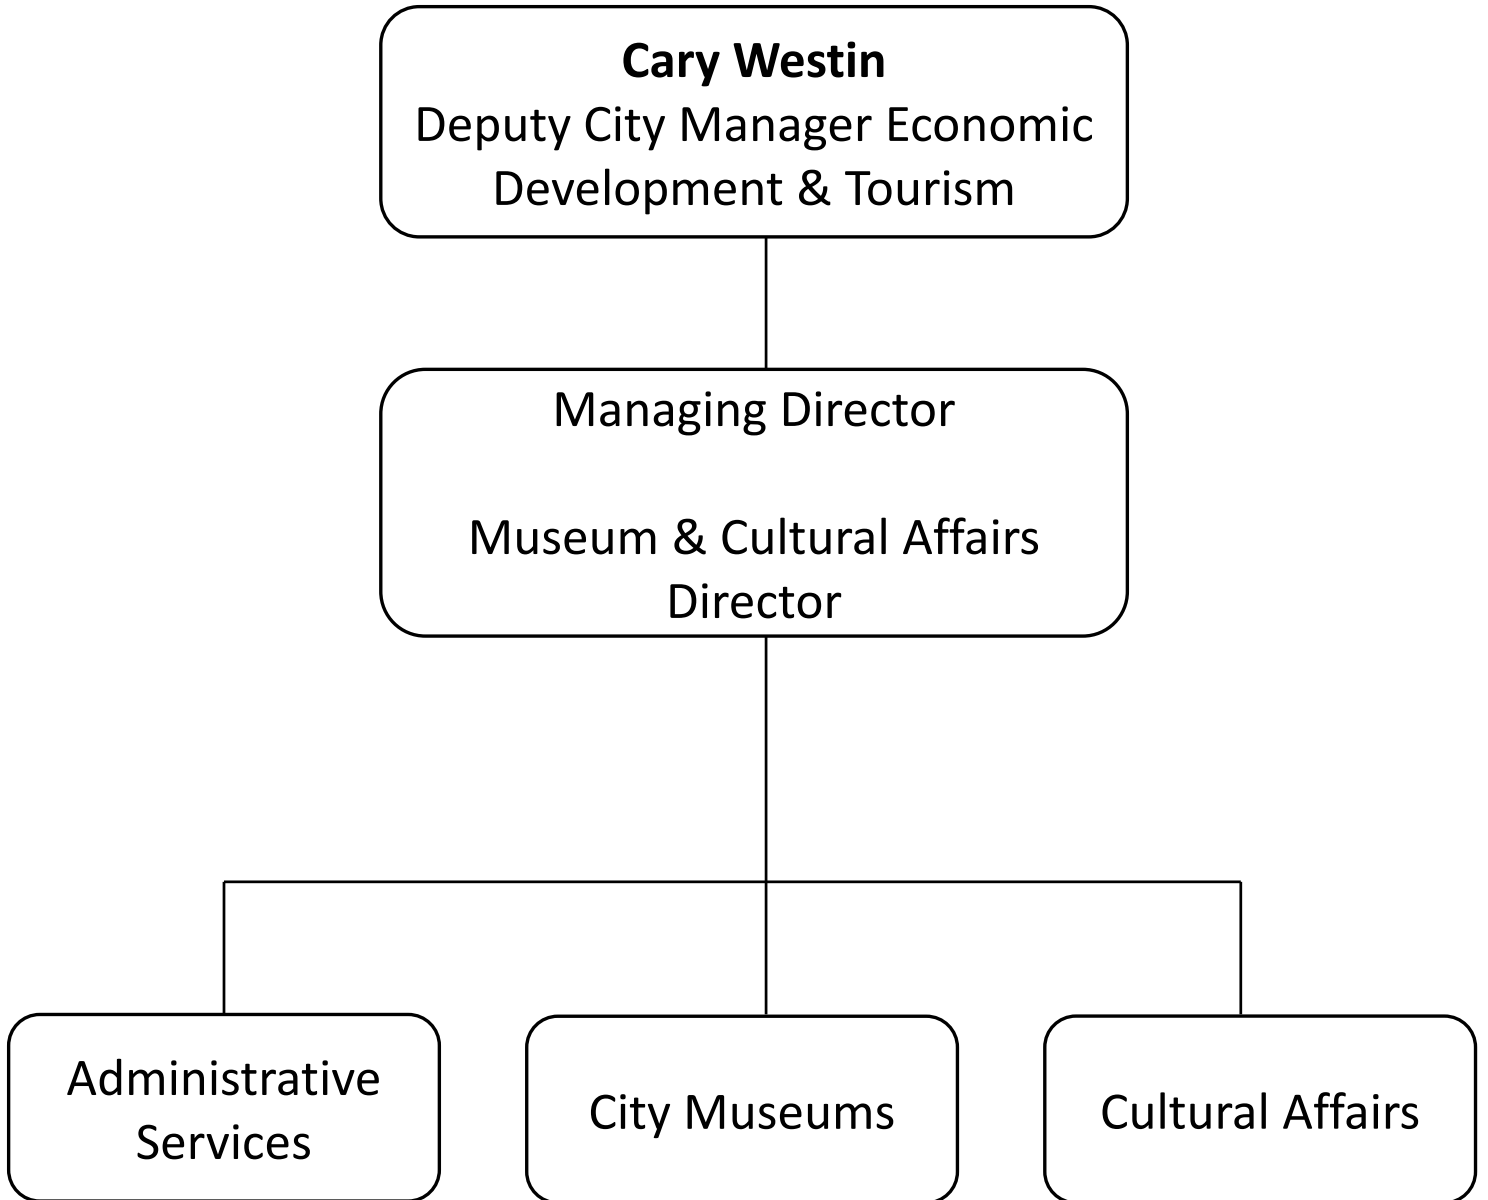 Cary Westin
Deputy City Manager Economic
Development & Tourism
Managing Director
Museum & Cultural Affairs
Director
Administrative
Services
City Museums
Cultural Affairs